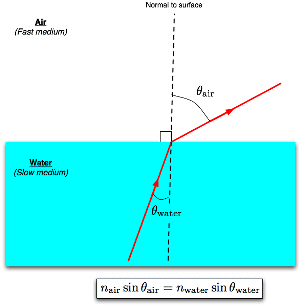 Normal to surface
Air
(Fast medium)
θair
Water
(Slow medium)
θwater
nair sin θair = nwater sin θwater